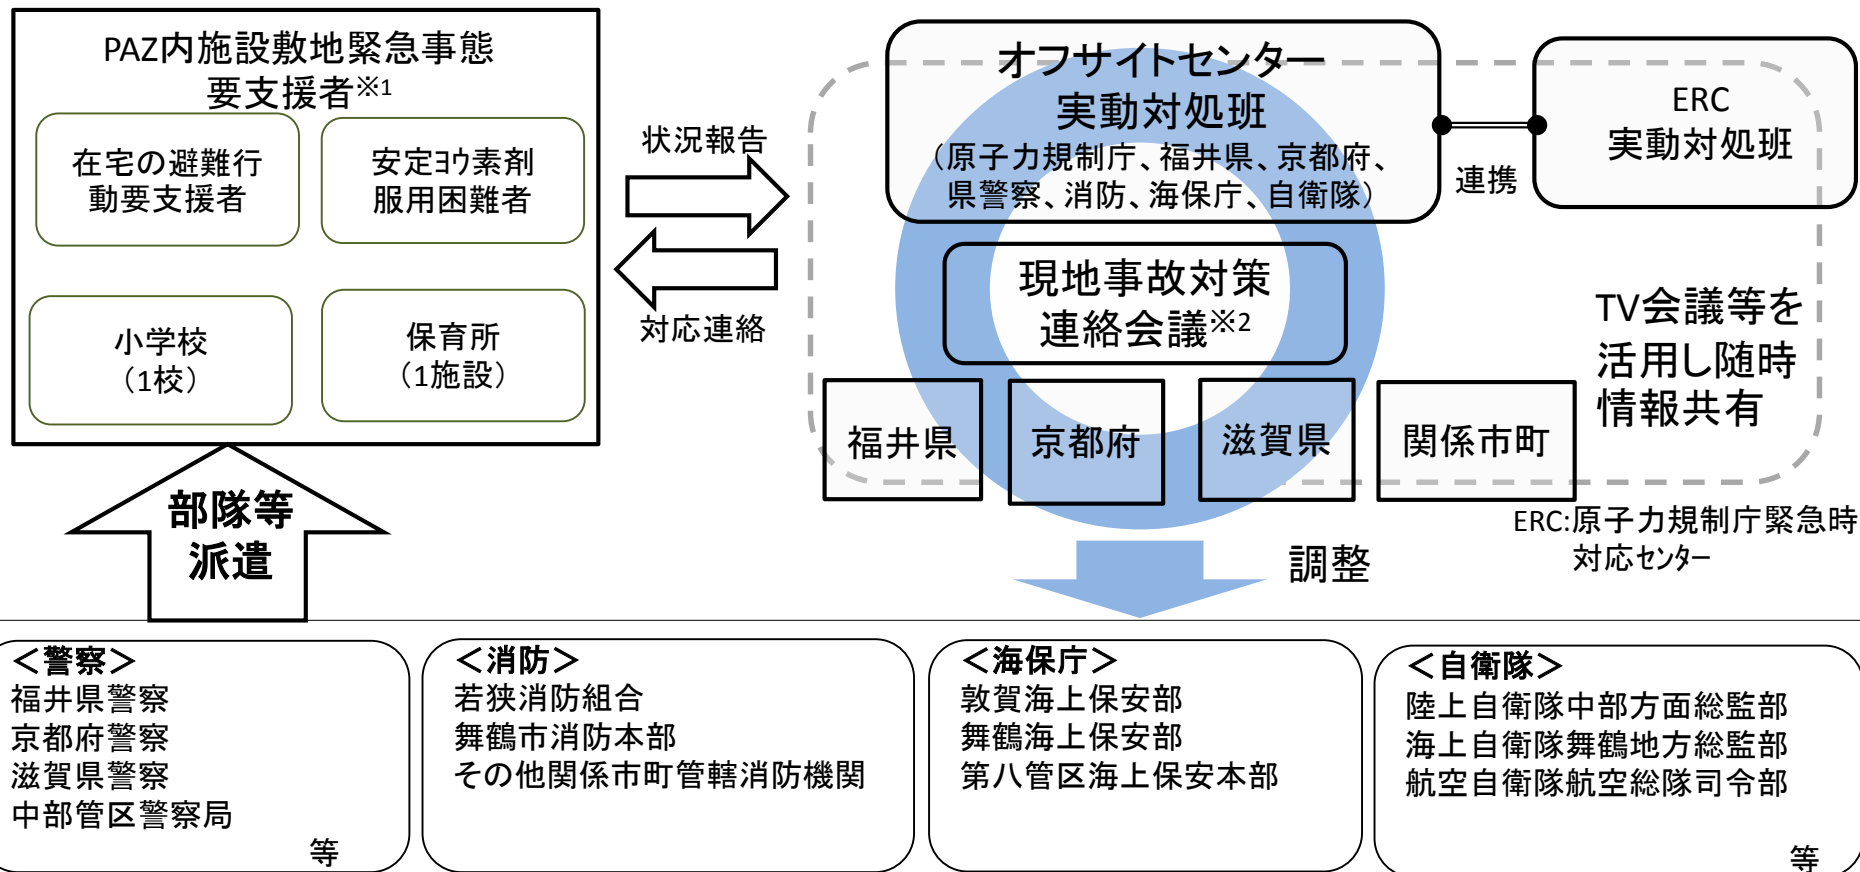 PAZ内施設敷地緊急事態
要支援者※1
在宅の避難行
動要支援者
安定ﾖｳ素剤
服用困難者
小学校
（1校）
保育所
（1施設）
状況報告
対応連絡
オフサイトセンター
実動対処班
（原子力規制庁、福井県、京都府、
県警察、消防、海保庁、自衛隊）
連携
ERC
実動対処班
現地事故対策
連絡会議※2
TV会議等を
活用し随時
情報共有
福井県
京都府
滋賀県
関係市町
ERC:原子力規制庁緊急時
対応センター
部隊等
派遣
調整
＜警察＞
福井県警察
京都府警察
滋賀県警察
中部管区警察局
等
＜消防＞
若狭消防組合
舞鶴市消防本部
その他関係市町管轄消防機関
＜海保庁＞
敦賀海上保安部
舞鶴海上保安部
第八管区海上保安本部
＜自衛隊＞
陸上自衛隊中部方面総監部
海上自衛隊舞鶴地方総監部
航空自衛隊航空総隊司令部
等